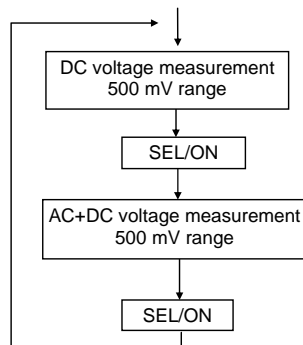 DC voltage measurement
500 mV range
SEL/ON
AC+DC voltage measurement
500 mV range
SEL/ON